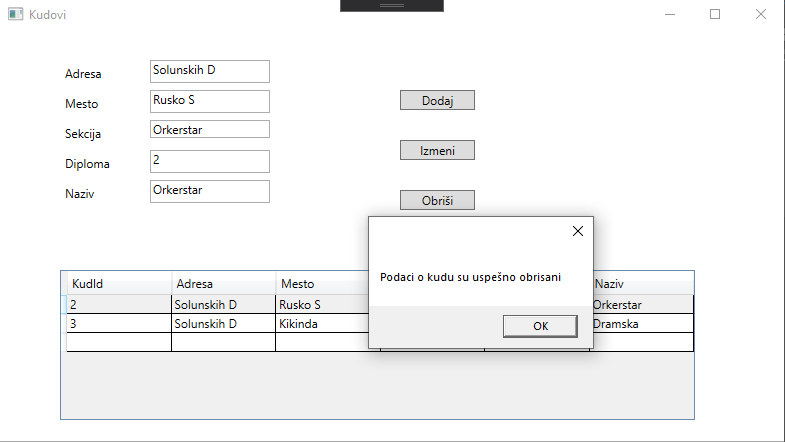 Kudovi
Adresa Solunskih D
Mesto Rusko S
Dodaj
Sekcija Orkerstar
Izmeni
Diploma 2
Naziv Orkerstar
Obriši
Podaci o kudu su uspešno obrisani
OK
KudId Adresa Mesto Naziv
2 Solunskih D Rusko S Orkerstar
3 Solunskih D Kikinda Dramska